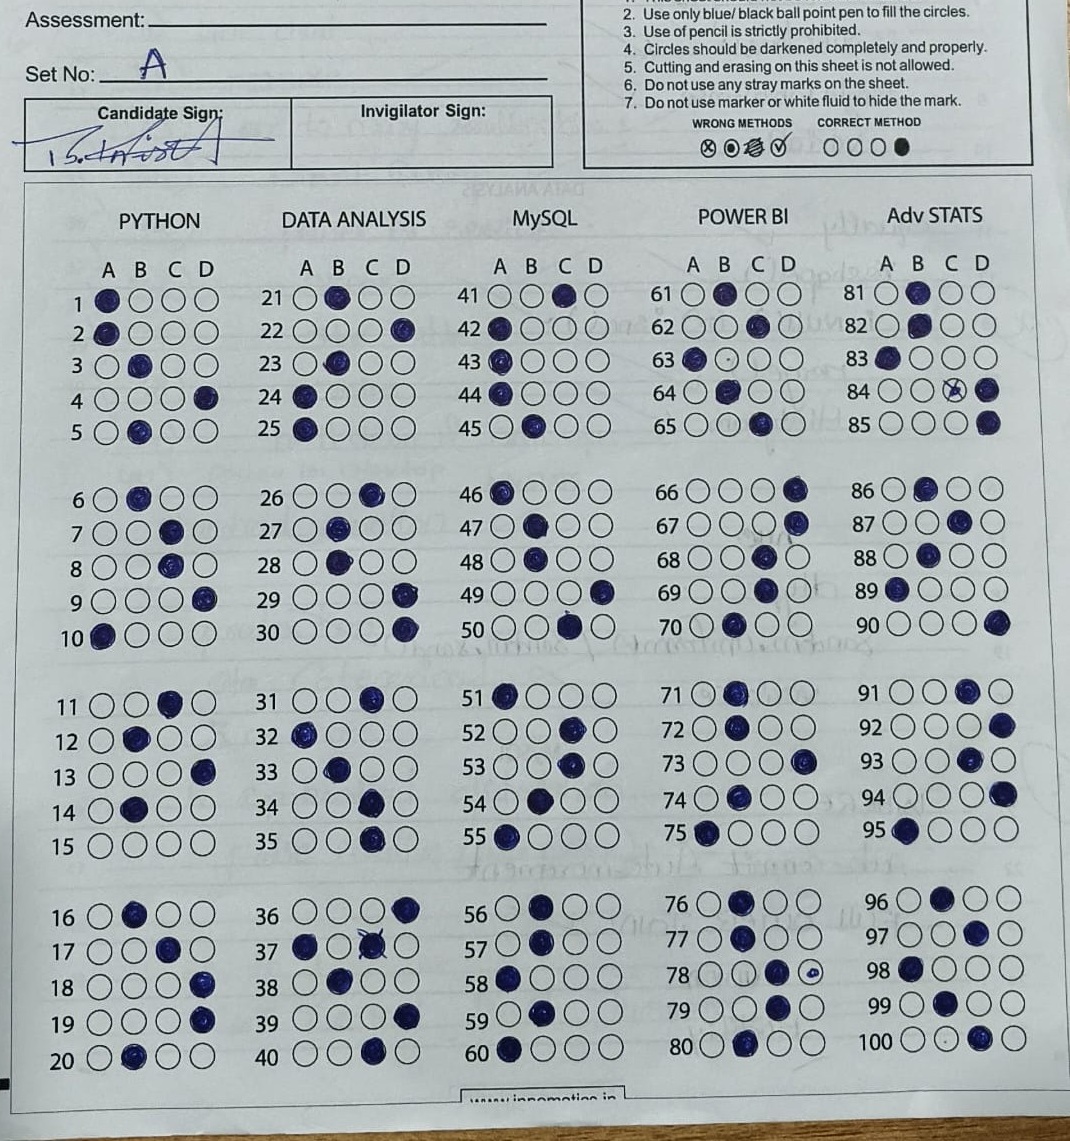 Assessment:
Set No: A
Candidate Sign:
Invigilator Sign:
2. Use only blue/ black ball point pen to fill the circles.
3. Use of pencil is strictly prohibited.
4. Circles should be darkened completely and properly.
5. Cutting and erasing on this sheet is not allowed.
6. Do not use any stray marks on the sheet.
7. Do not use marker or white fluid to hide the mark.
WRONG METHODS CORRECT METHOD
PYTHON DATA ANALYSIS MySQL POWER BI Adv STATS
A B C D A B C D A B C D A B C D A B C D
1 21 41 61 81
2 22 42 62 82
3 23 43 63 83
4 24 44 64 84
5 25 45 65 85
6 26 46 66 86
7 27 47 67 87
8 28 48 68 88
9 29 49 69 89
10 30 50 70 90
11 31 51 71 91
12 32 52 72 92
13 33 53 73 93
14 34 54 74 94
15 35 55 75 95
16 36 56 76 96
17 37 57 77 97
18 38 58 78 98
19 39 59 79 99
20 40 60 80 100